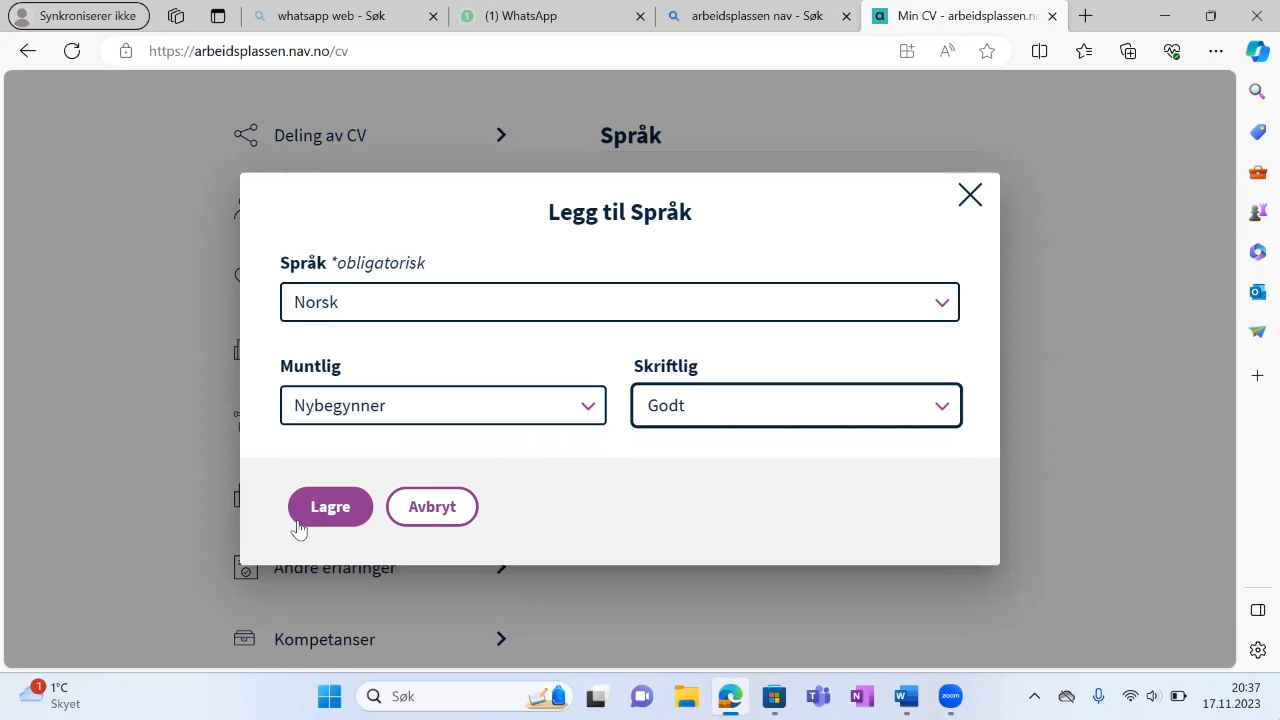 Synkroniserer ikke
whatsapp web - Søk
(1) WhatsApp
arbeidsplassen nav - Søk
Min CV - arbeidsplassen.n
https://arbeidsplassen.nav.no/cv
Deling av CV
Språk
Legg til Språk
Språk *obligatorisk
Norsk
Muntlig
Skriftlig
Nybegynner
Godt
Lagre
Avbryt
Andre erfaringer
Kompetanser
1
1°C
Skyet
Søk
zoom
20:37
17.11.2023